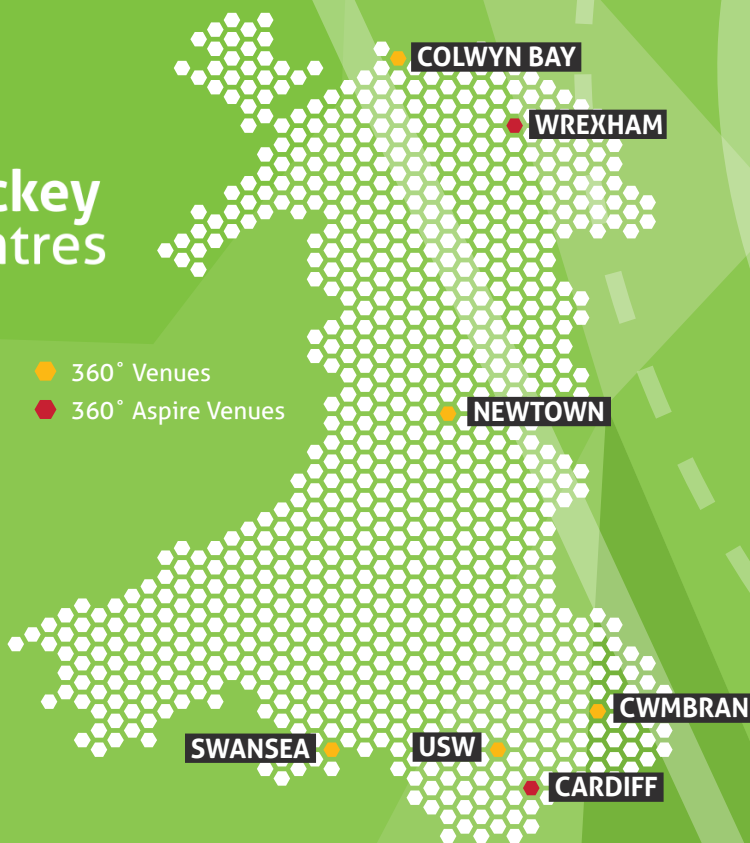 COLWYN BAY
WREXHAM
ckey
ntres
360° Venues
360° Aspire Venues
NEWTOWN
CWMBRAN
SWANSEA
USW
CARDIFF